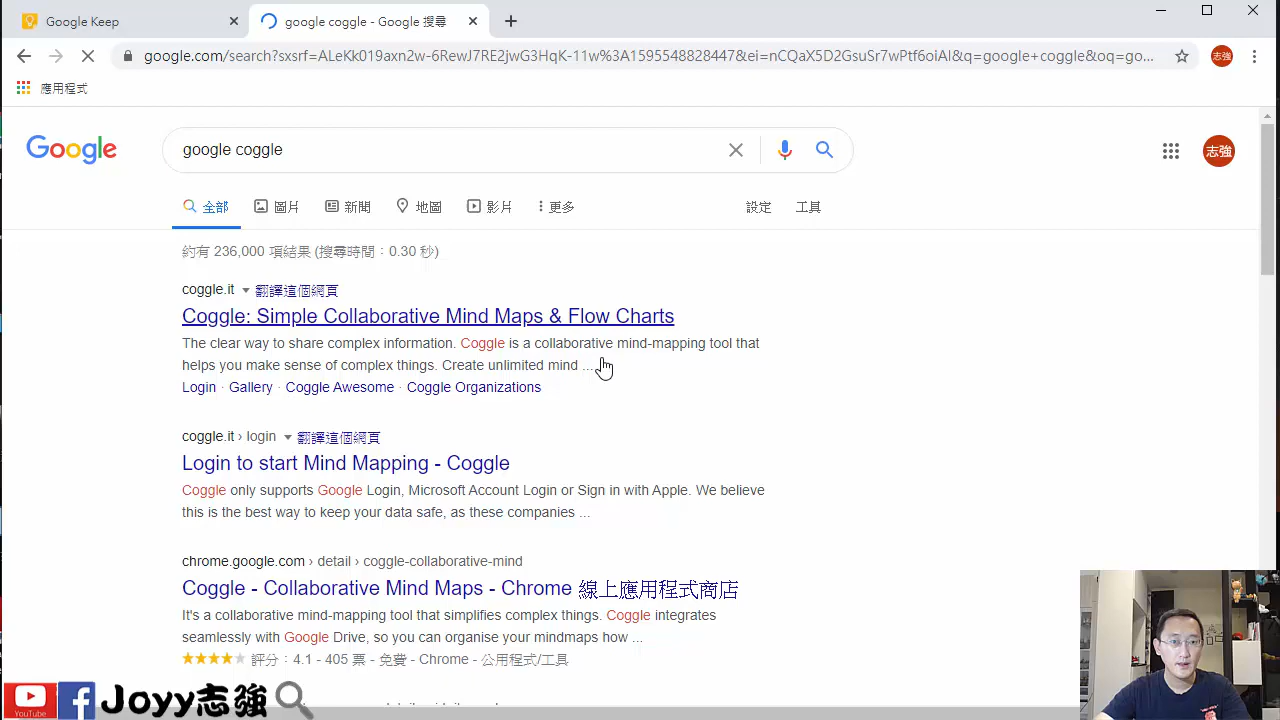 Google Keep
google coggle - Google 搜尋
google.com/search?sxsrf=ALeKk019axn2w-6RewJ7RE2jwG3HqK-11w%3A1595548828447&ei=nCQaX5D2GsuSr7wPtf6oiAI&q=google+coggle&oq=go...
志強
應用程式
Google
google coggle
志強
全部
圖片
新聞
地圖
影片
更多
設定
工具
約有 236,000 項結果 (搜尋時間：0.30 秒)
coggle.it
翻譯這個網頁
Coggle: Simple Collaborative Mind Maps & Flow Charts
The clear way to share complex information. Coggle is a collaborative mind-mapping tool that
helps you make sense of complex things. Create unlimited mind ...
Login · Gallery · Coggle Awesome · Coggle Organizations
coggle.it › login
翻譯這個網頁
Login to start Mind Mapping - Coggle
Coggle only supports Google Login, Microsoft Account Login or Sign in with Apple. We believe
this is the best way to keep your data safe, as these companies ...
chrome.google.com › detail › coggle-collaborative-mind
Coggle - Collaborative Mind Maps - Chrome 線上應用程式商店
It's a collaborative mind-mapping tool that simplifies complex things. Coggle integrates
seamlessly with Google Drive, so you can organise your mindmaps how ...
評分：4.1 - 405 票 - 免費 - Chrome - 公用程式/工具
YouTube
Joyy志強